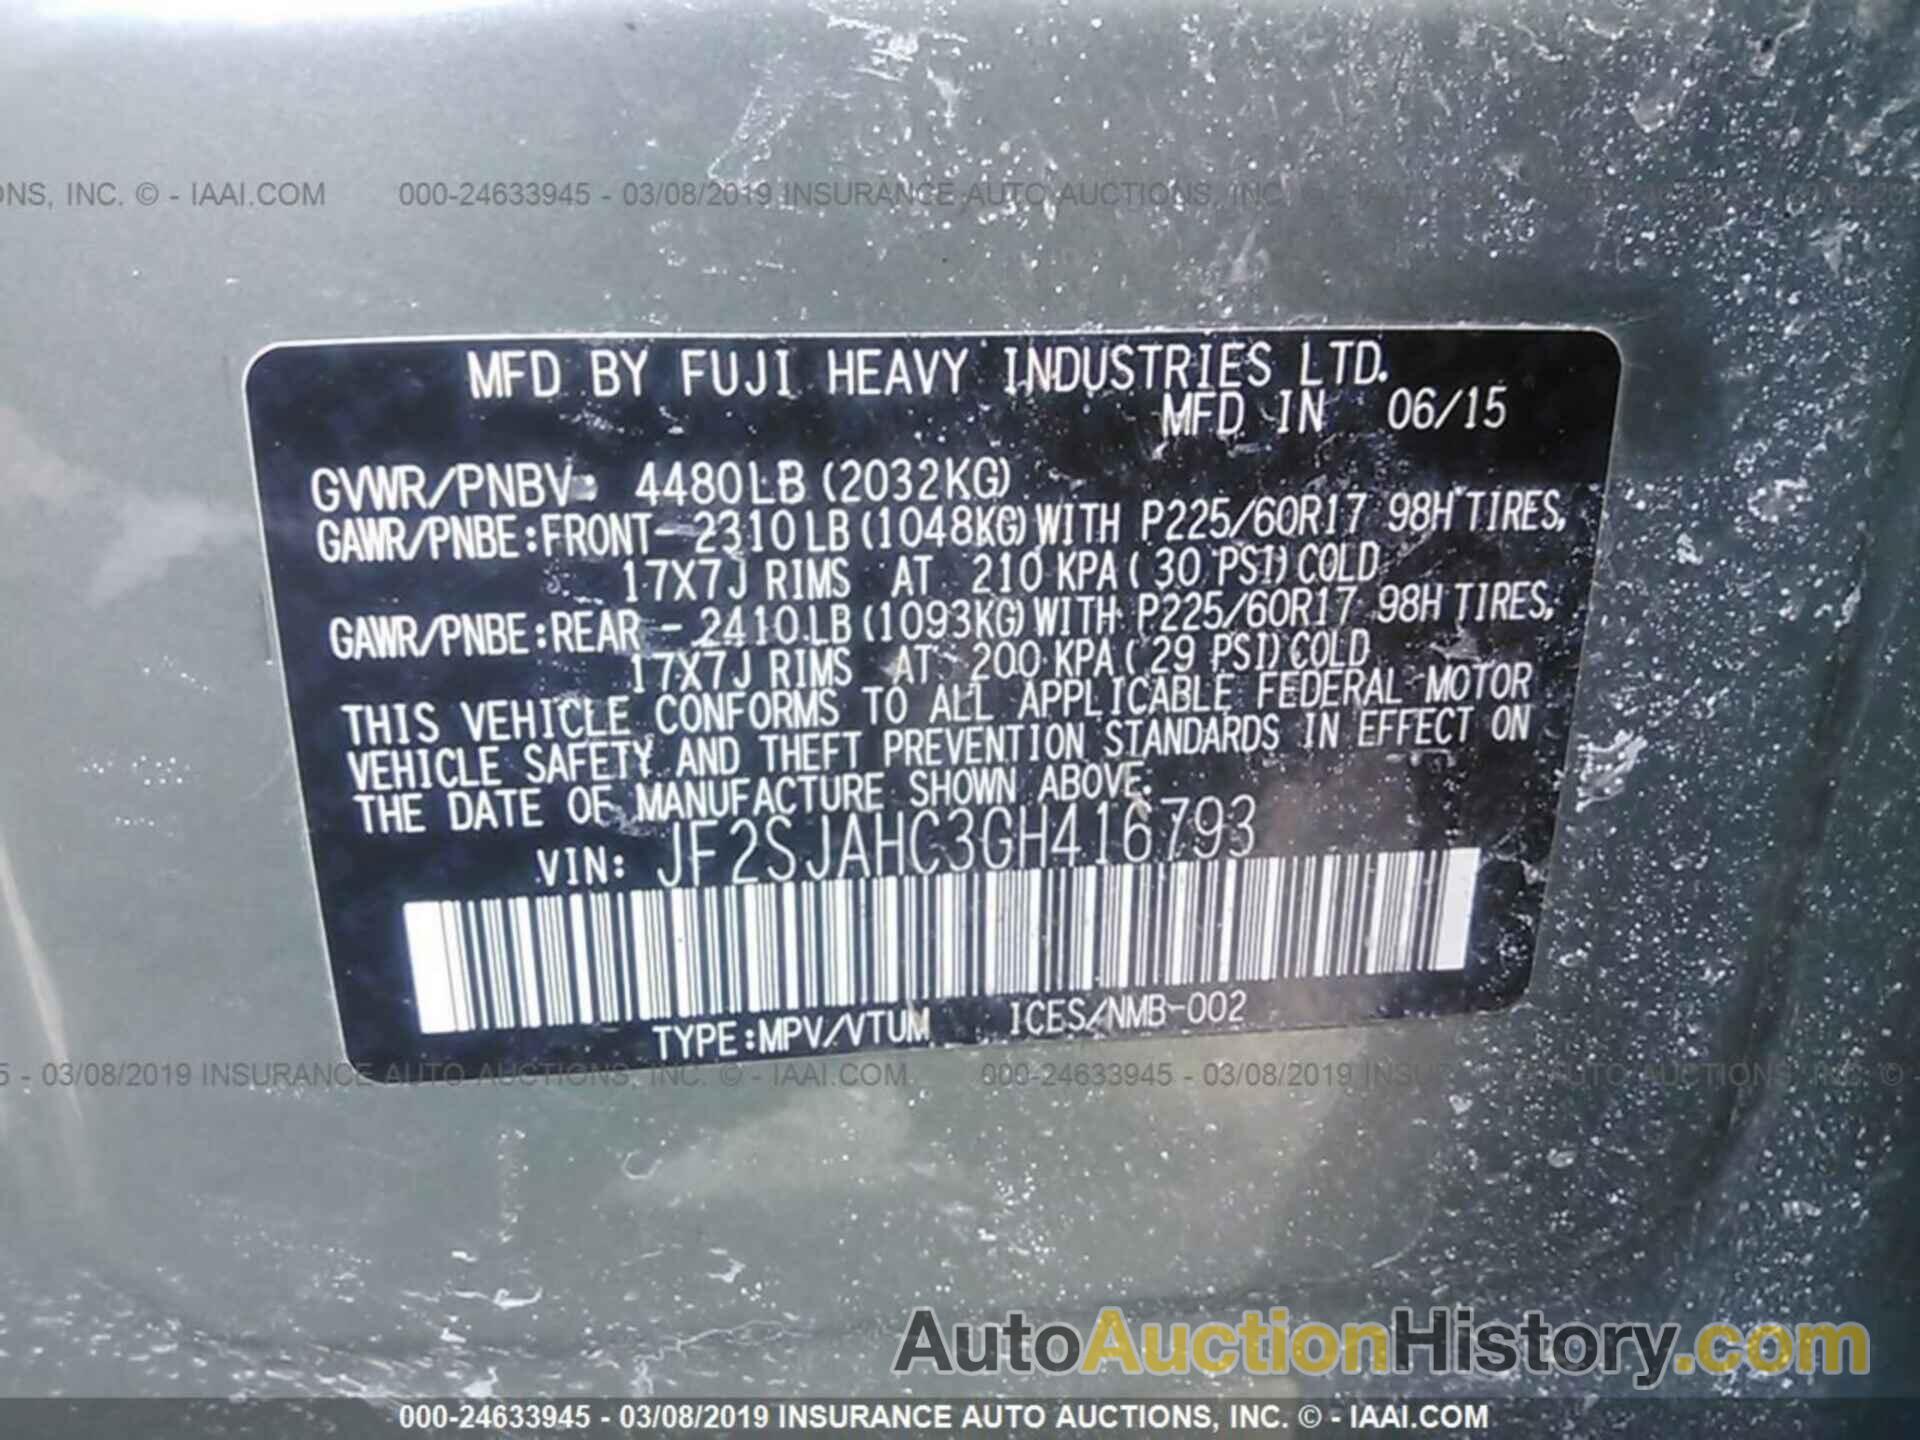 ONS, INC. © - IAAI.COM 000-24633945 - 03/08/2019 INSURANCE AUTO AUCTIONS, INC.
MFD BY FUJI HEAVY INDUSTRIES LTD.
MFD IN 06/15
GVWR/PNBV: 4480LB (2032KG)
GAWR/PNBE:FRONT- 2310LB (1048KG) WITH P225/60R17 98H TIRES,
17X7J RIMS AT 210 KPA ( 30 PSI) COLD
GAWR/PNBE:REAR - 2410LB (1093KG) WITH P225/60R17 98H TIRES,
17X7J RIMS AT 200 KPA ( 29 PSI) COLD
THIS VEHICLE CONFORMS TO ALL APPLICABLE FEDERAL MOTOR
VEHICLE SAFETY AND THEFT PREVENTION STANDARDS IN EFFECT ON
THE DATE OF MANUFACTURE SHOWN ABOVE.
VIN: JF2SJAHC3GH416793
TYPE:MPV/VTUM ICES/NMB-002
5 - 03/08/2019 INSURANCE AUTO AUCTIONS, INC. © - IAAI.COM 000-24633945 - 03/08/2019 INSURANCE AUTO AUCTIONS, INC. ©
AutoAuctionHistory.com
000-24633945 - 03/08/2019 INSURANCE AUTO AUCTIONS, INC. © - IAAI.COM